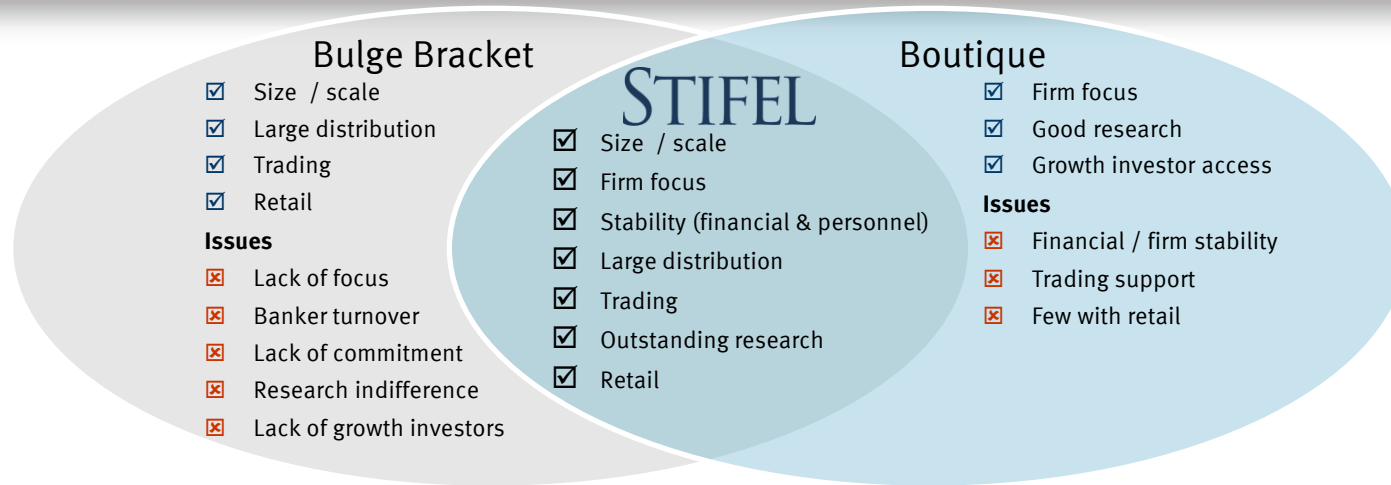 Bulge Bracket
Size / scale
Large distribution
Trading
Retail
Issues
Lack of focus
Banker turnover
Lack of commitment
Research indifference
Lack of growth investors
STIFEL
Size / scale
Firm focus
Stability (financial & personnel)
Large distribution
Trading
Outstanding research
Retail
Boutique
Firm focus
Good research
Growth investor access
Issues
Financial / firm stability
Trading support
Few with retail